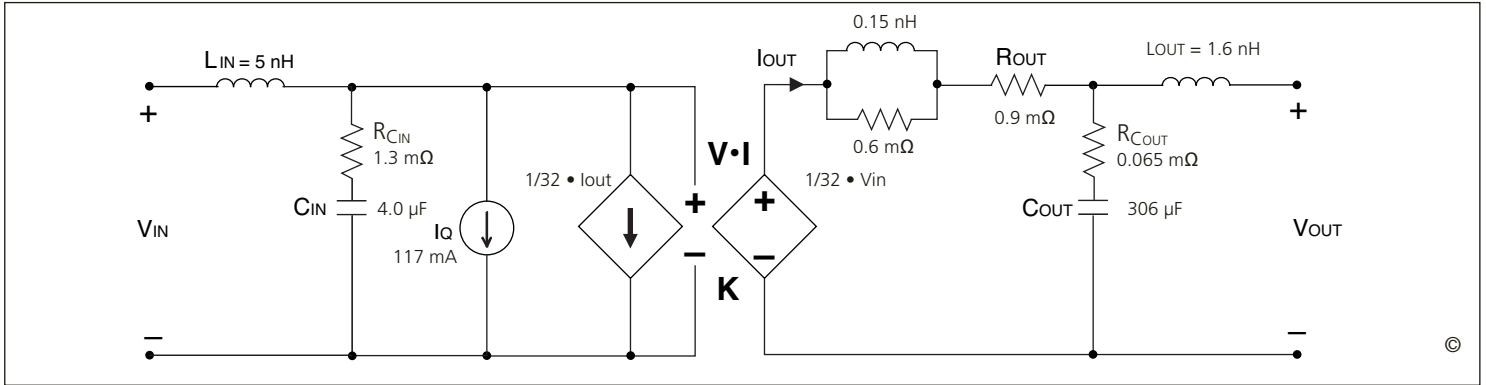 LIN = 5 nH
+
VIN
–
RCIN
1.3 mΩ
CIN
4.0 µF
IQ
117 mA
1/32 • Iout
+
–
V•I
K
1/32 • Vin
+
–
IOUT
0.15 nH
0.6 mΩ
ROUT
0.9 mΩ
RCOUT
0.065 mΩ
COUT
306 µF
LOUT = 1.6 nH
+
VOUT
–
©